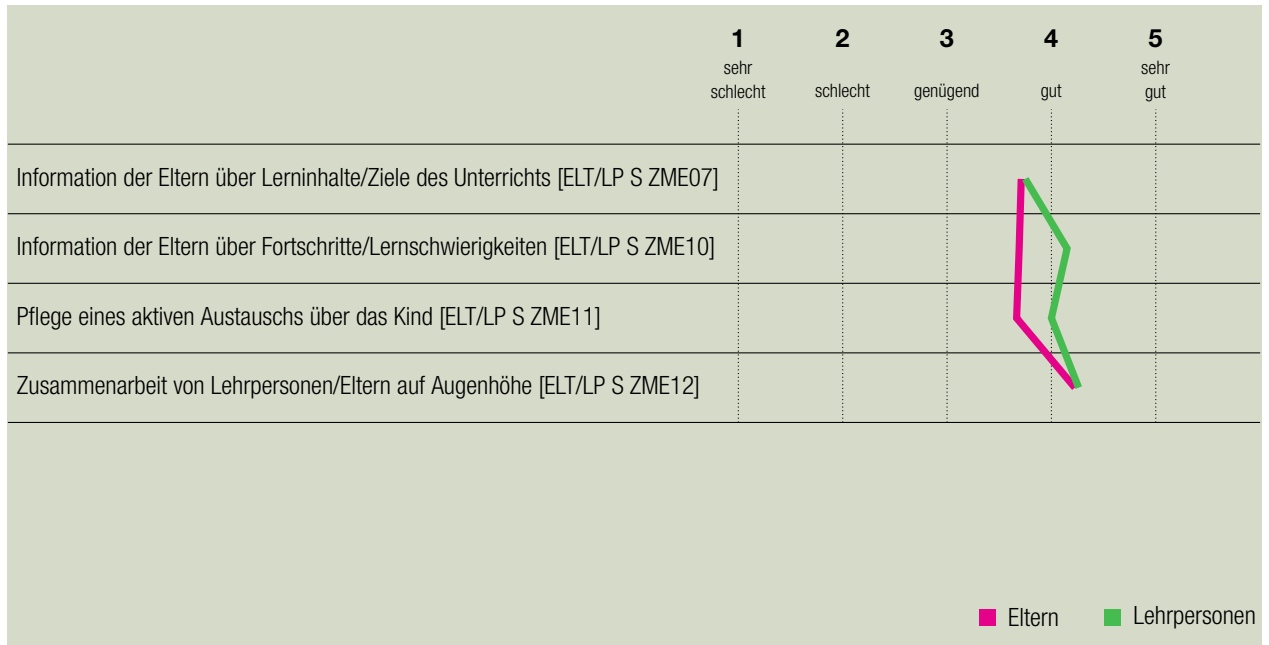 1 2 3 4 5
sehr schlecht schlecht genügend gut sehr gut
Information der Eltern über Lerninhalte/Ziele des Unterrichts [ELT/LP S ZME07]
Information der Eltern über Fortschritte/Lernschwierigkeiten [ELT/LP S ZME10]
Pflege eines aktiven Austauschs über das Kind [ELT/LP S ZME11]
Zusammenarbeit von Lehrpersonen/Eltern auf Augenhöhe [ELT/LP S ZME12]
Eltern Lehrpersonen